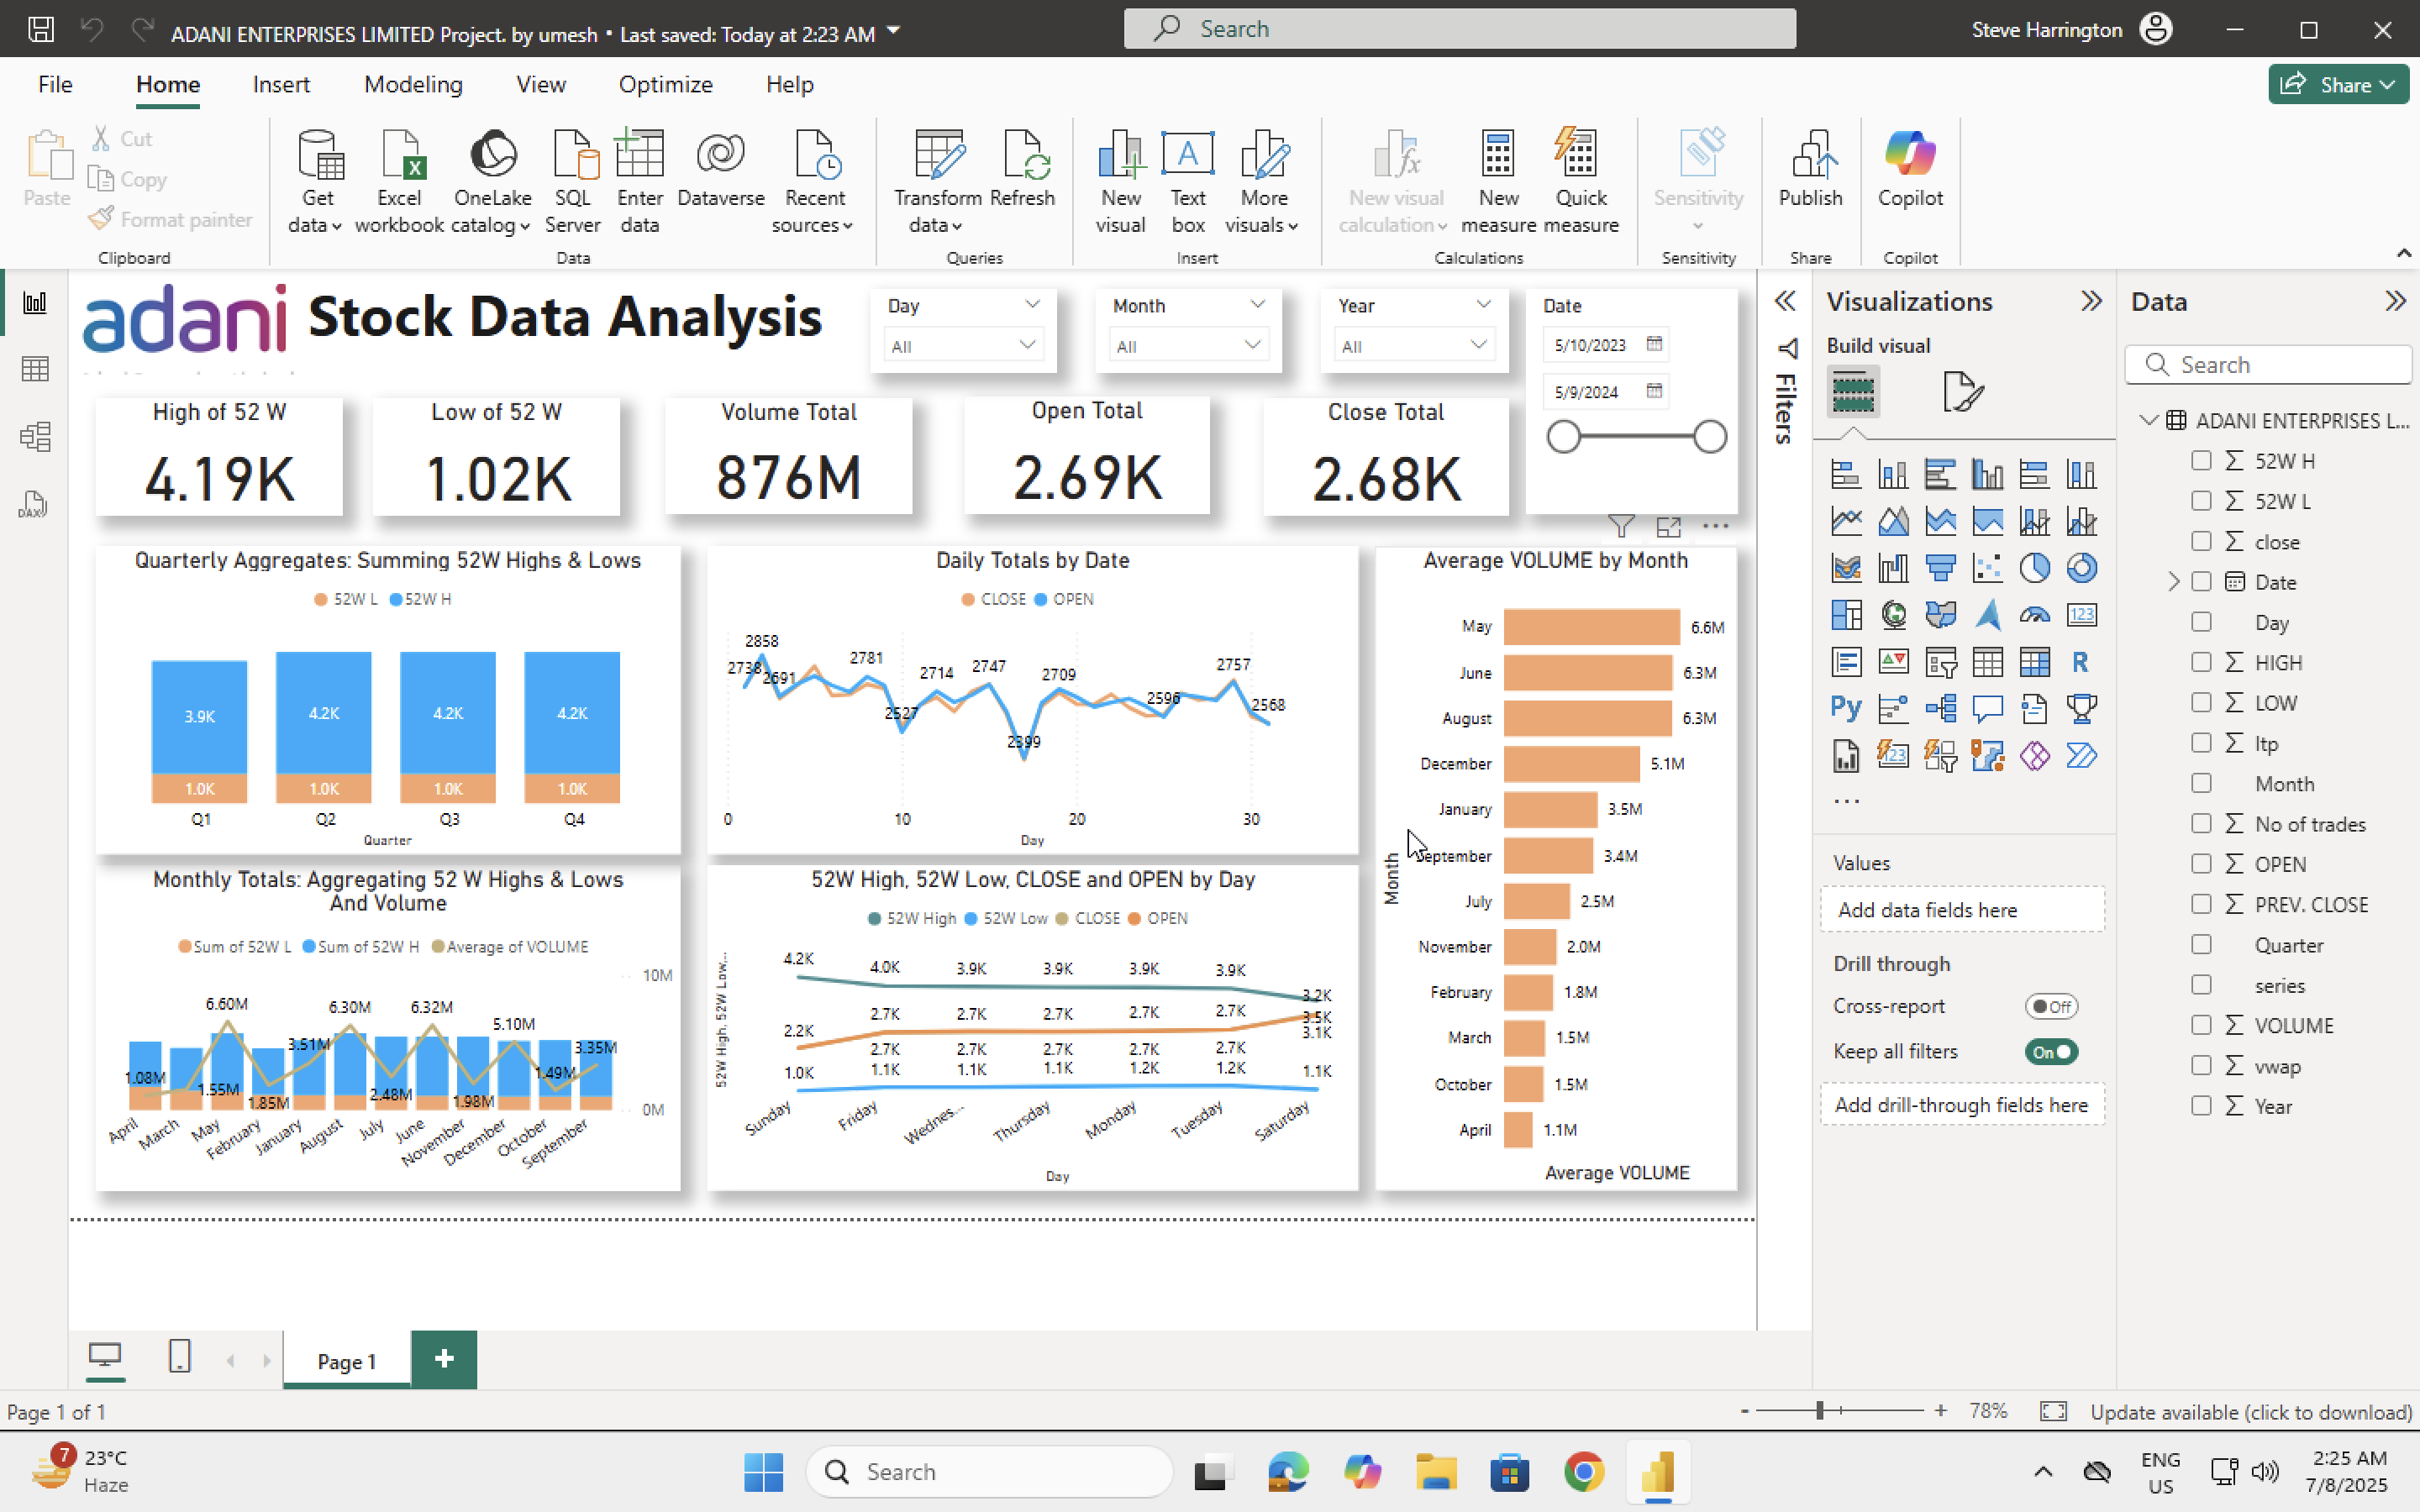 ADANI ENTERPRISES LIMITED Project. by umesh • Last saved: Today at 2:23 AM
Search
Steve Harrington
File
Home
Insert
Modeling
View
Optimize
Help
Share
Paste
Cut
Copy
Format painter
Clipboard
Get data
Excel workbook
OneLake catalog
SQL Server
Enter data
Dataverse
Recent sources
Data
Transform data
Refresh
Queries
New visual
Text box
More visuals
Insert
New visual calculation
New measure
Quick measure
Calculations
Sensitivity
Sensitivity
Publish
Share
Copilot
Copilot
adani
Stock Data Analysis
Day
All
Month
All
Year
All
Date
5/10/2023
5/9/2024
High of 52 W
4.19K
Low of 52 W
1.02K
Volume Total
876M
Open Total
2.69K
Close Total
2.68K
Quarterly Aggregates: Summing 52W Highs & Lows
52W L
52W H
3.9K
4.2K
4.2K
4.2K
1.0K
1.0K
1.0K
1.0K
Q1
Q2
Q3
Q4
Quarter
Daily Totals by Date
CLOSE
OPEN
2738
2858
2691
2781
2527
2714
2747
2399
2709
2596
2757
2568
0
10
20
30
Day
Average VOLUME by Month
May 6.6M
June 6.3M
August 6.3M
December 5.1M
January 3.5M
September 3.4M
July 2.5M
November 2.0M
February 1.8M
March 1.5M
October 1.5M
April 1.1M
Month
Average VOLUME
Monthly Totals: Aggregating 52 W Highs & Lows
And Volume
Sum of 52W L
Sum of 52W H
Average of VOLUME
10M
0M
1.08M
1.55M
6.60M
1.85M
3.51M
6.30M
2.48M
6.32M
1.98M
5.10M
1.49M
3.35M
April
March
May
February
January
August
July
June
November
December
October
September
52W High, 52W Low, CLOSE and OPEN by Day
52W High
52W Low
CLOSE
OPEN
52W High, 52W Low,...
4.2K
4.0K
3.9K
3.9K
3.9K
3.9K
3.2K
2.2K
2.7K
2.7K
2.7K
2.7K
2.7K
3.5K
2.7K
2.7K
2.7K
2.7K
2.7K
3.1K
1.0K
1.1K
1.1K
1.1K
1.2K
1.2K
1.1K
Sunday
Friday
Wednes...
Thursday
Monday
Tuesday
Saturday
Day
Filters
Visualizations
Build visual
123
R
Py
123
...
Values
Add data fields here
Drill through
Cross-report
Off
Keep all filters
On
Add drill-through fields here
Data
Search
ADANI ENTERPRISES L...
52W H
52W L
close
Date
Day
HIGH
LOW
ltp
Month
No of trades
OPEN
PREV. CLOSE
Quarter
series
VOLUME
vwap
Year
DAX
Page 1
Page 1 of 1
78%
Update available (click to download)
7
23°C
Haze
Search
ENG
US
2:25 AM
7/8/2025